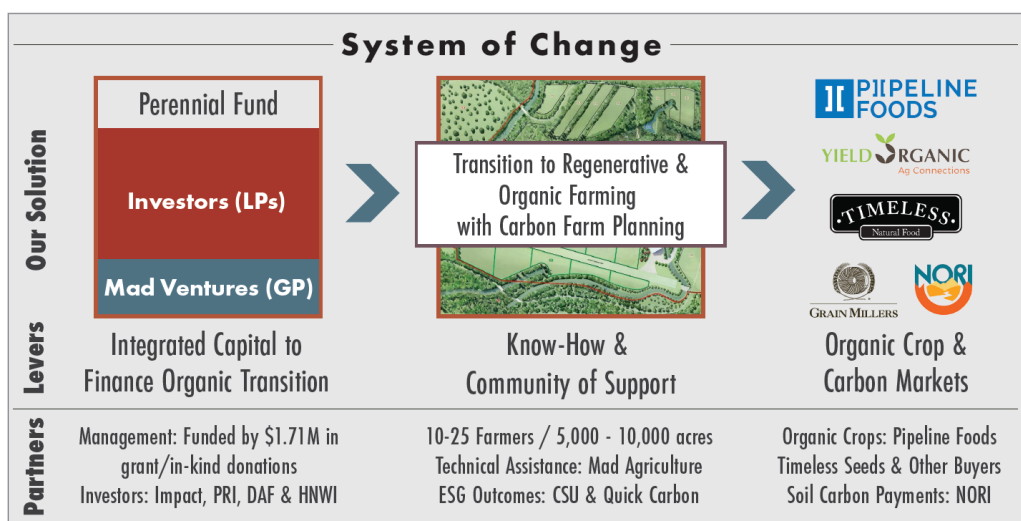 System of Change
Our Solution
Perennial Fund
Investors (LPs)
Mad Ventures (GP)
Transition to Regenerative &
Organic Farming
with Carbon Farm Planning
PIPELINE
FOODS
YIELD ORGANIC
Ag Connections
·TIMELESS·
Natural Food
GRAIN MILLERS
NORI
Levers
Integrated Capital to
Finance Organic Transition
Know-How &
Community of Support
Organic Crop &
Carbon Markets
Partners
Management: Funded by $1.71M in
grant/in-kind donations
Investors: Impact, PRI, DAF & HNWI
10-25 Farmers / 5,000 - 10,000 acres
Technical Assistance: Mad Agriculture
ESG Outcomes: CSU & Quick Carbon
Organic Crops: Pipeline Foods
Timeless Seeds & Other Buyers
Soil Carbon Payments: NORI